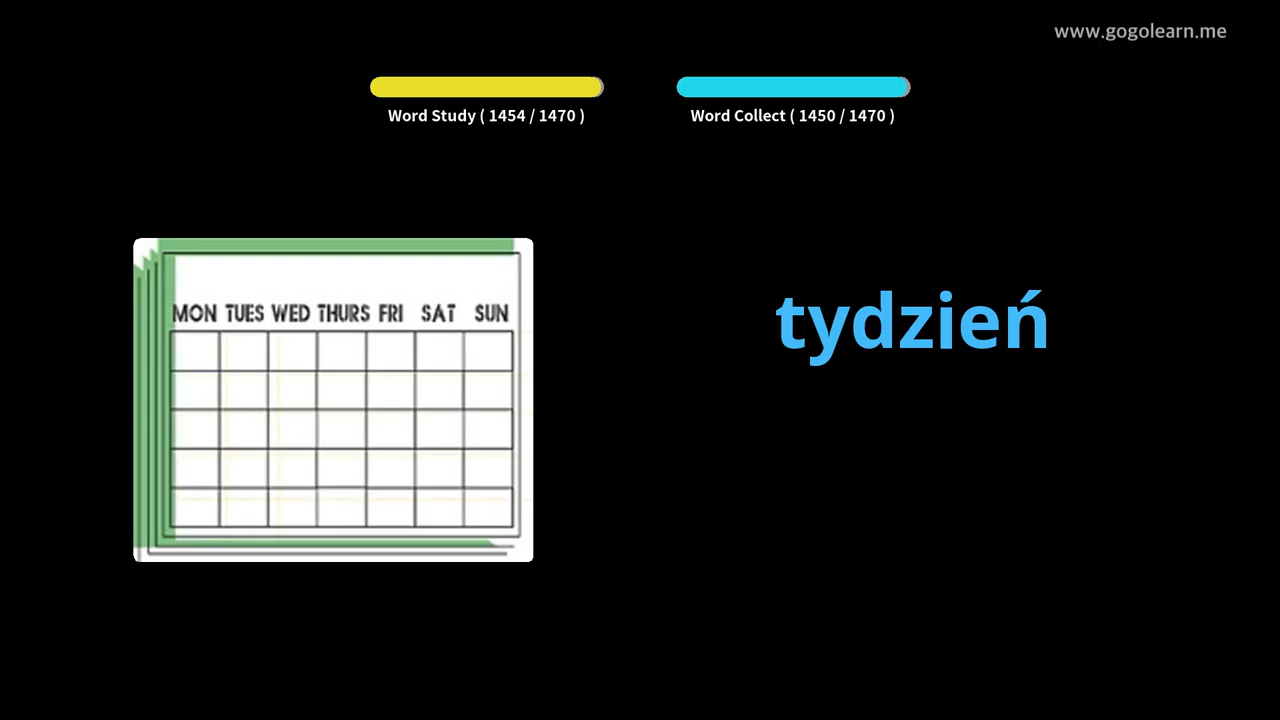 www.gogolearn.me
Word Study ( 1454 / 1470 )
Word Collect ( 1450 / 1470 )
MON TUES WED THURS FRI SAT SUN
tydzień